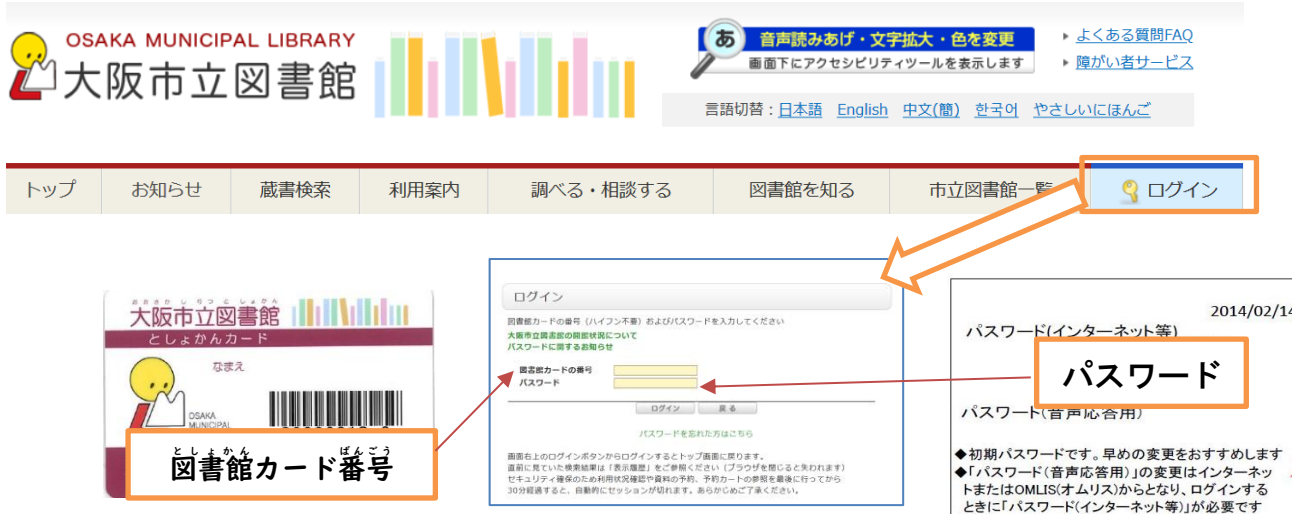 OSAKA MUNICIPAL LIBRARY
大阪市立図書館
あ 音声読みあげ・文字拡大・色を変更
画面下にアクセシビリティツールを表示します
よくある質問FAQ
障がい者サービス
言語切替：日本語 English 中文(簡) 한국어 やさしいにほんご
トップ お知らせ 蔵書検索 利用案内 調べる・相談する 図書館を知る 市立図書館一覧 ログイン
おおさかしりつとしょかん
大阪市立図書館
としょかんカード
なまえ
OSAKA
MUNICIPAL
としょかん ばんごう
図書館カード番号
ログイン
図書館カードの番号（ハイフン不要）およびパスワードを入力してください
大阪市立図書館の開館状況について
パスワードに関するお知らせ
図書館カードの番号
パスワード
ログイン 戻る
パスワードを忘れた方はこちら
画面右上のログインボタンからログインするとトップ画面に戻ります。
直前に見ていた検索結果は「表示履歴」をご参照ください（ブラウザを閉じると失われます）
セキュリティ確保のため利用状況確認や資料の予約、予約カートの参照を最後に行ってから
30分経過すると、自動的にセッションが切れます。あらかじめご了承ください。
2014/02/14
パスワード(インターネット等)
パスワード
パスワード(音声応答用)
◆初期パスワードです。早めの変更をおすすめします
◆「パスワード(音声応答用)」の変更はインターネッ
トまたはOMLIS(オムリス)からとなり、ログインする
ときに「パスワード(インターネット等)」が必要です